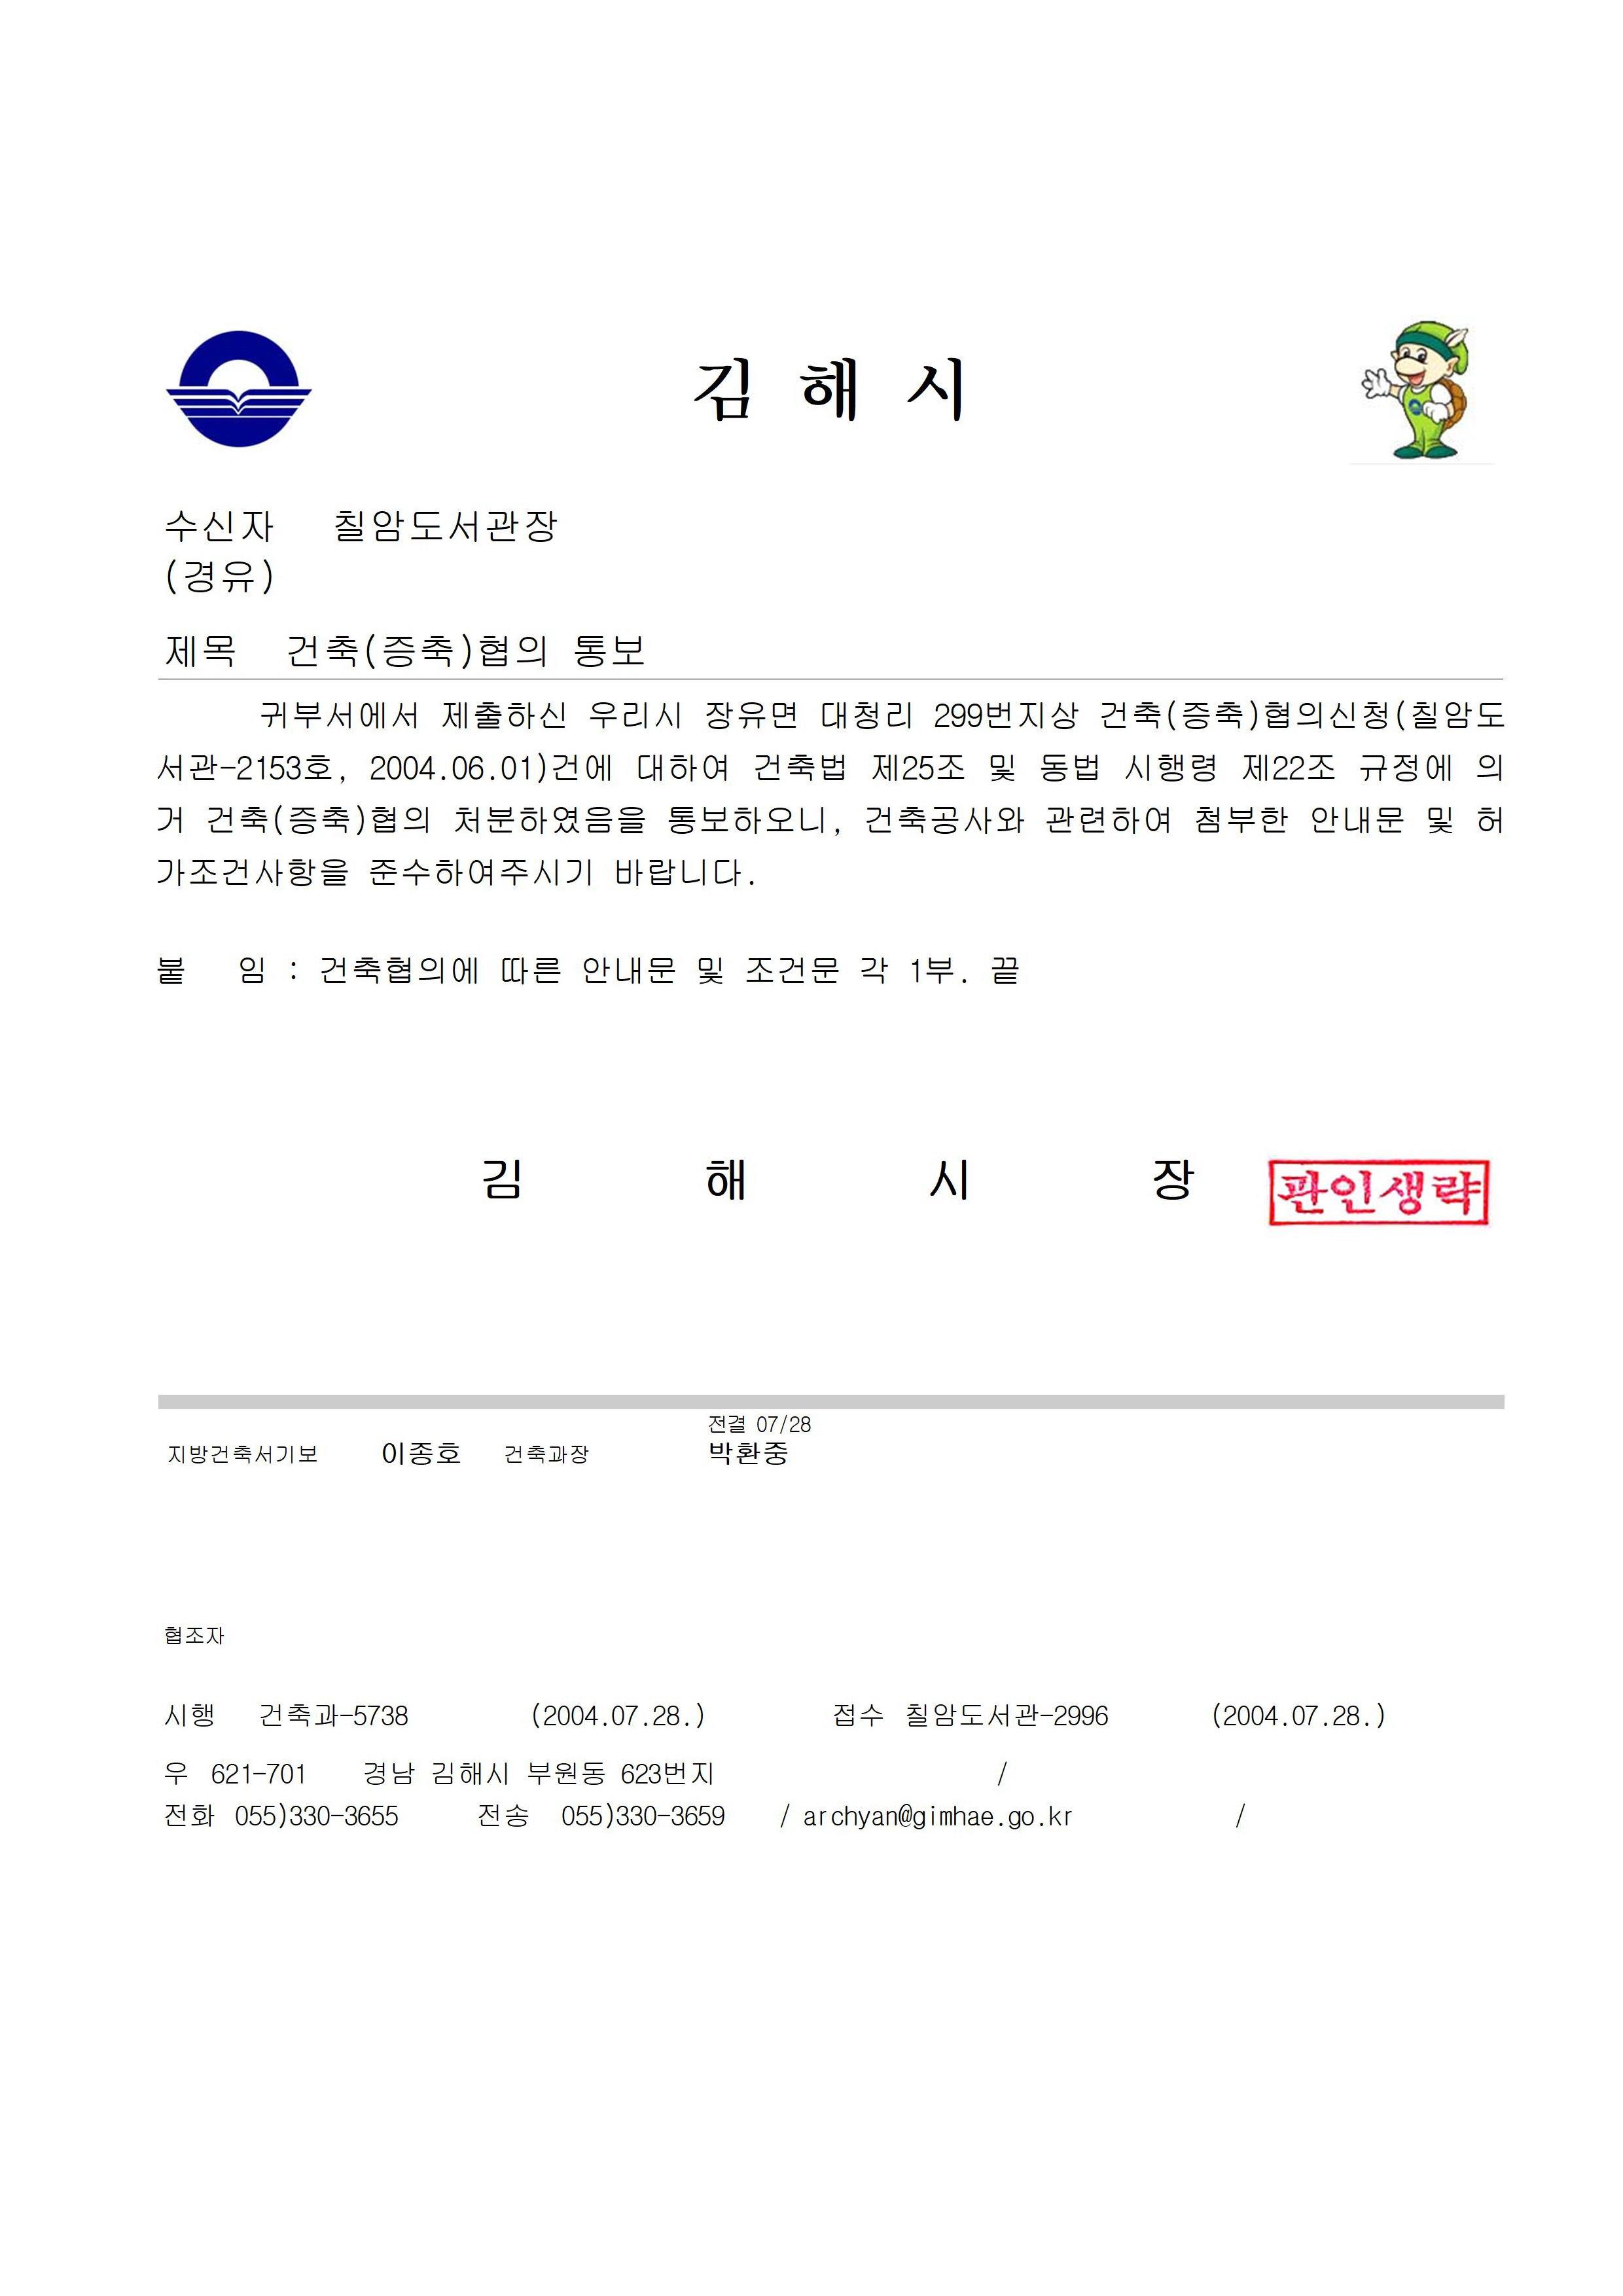 김 해 시
수신자 칠암도서관장
(경유)
제목 건축(증축)협의 통보
귀부서에서 제출하신 우리시 장유면 대청리 299번지상 건축(증축)협의신청(칠암도
서관-2153호, 2004.06.01)건에 대하여 건축법 제25조 및 동법 시행령 제22조 규정에 의
거 건축(증축)협의 처분하였음을 통보하오니, 건축공사와 관련하여 첨부한 안내문 및 허
가조건사항을 준수하여주시기 바랍니다.
붙 임 : 건축협의에 따른 안내문 및 조건문 각 1부. 끝
김 해 시 장 관인생략
전결 07/28
지방건축서기보 이종호 건축과장 박환중
협조자
시행 건축과-5738 (2004.07.28.) 접수 칠암도서관-2996 (2004.07.28.)
우 621-701 경남 김해시 부원동 623번지 /
전화 055)330-3655 전송 055)330-3659 / archyan@gimhae.go.kr /